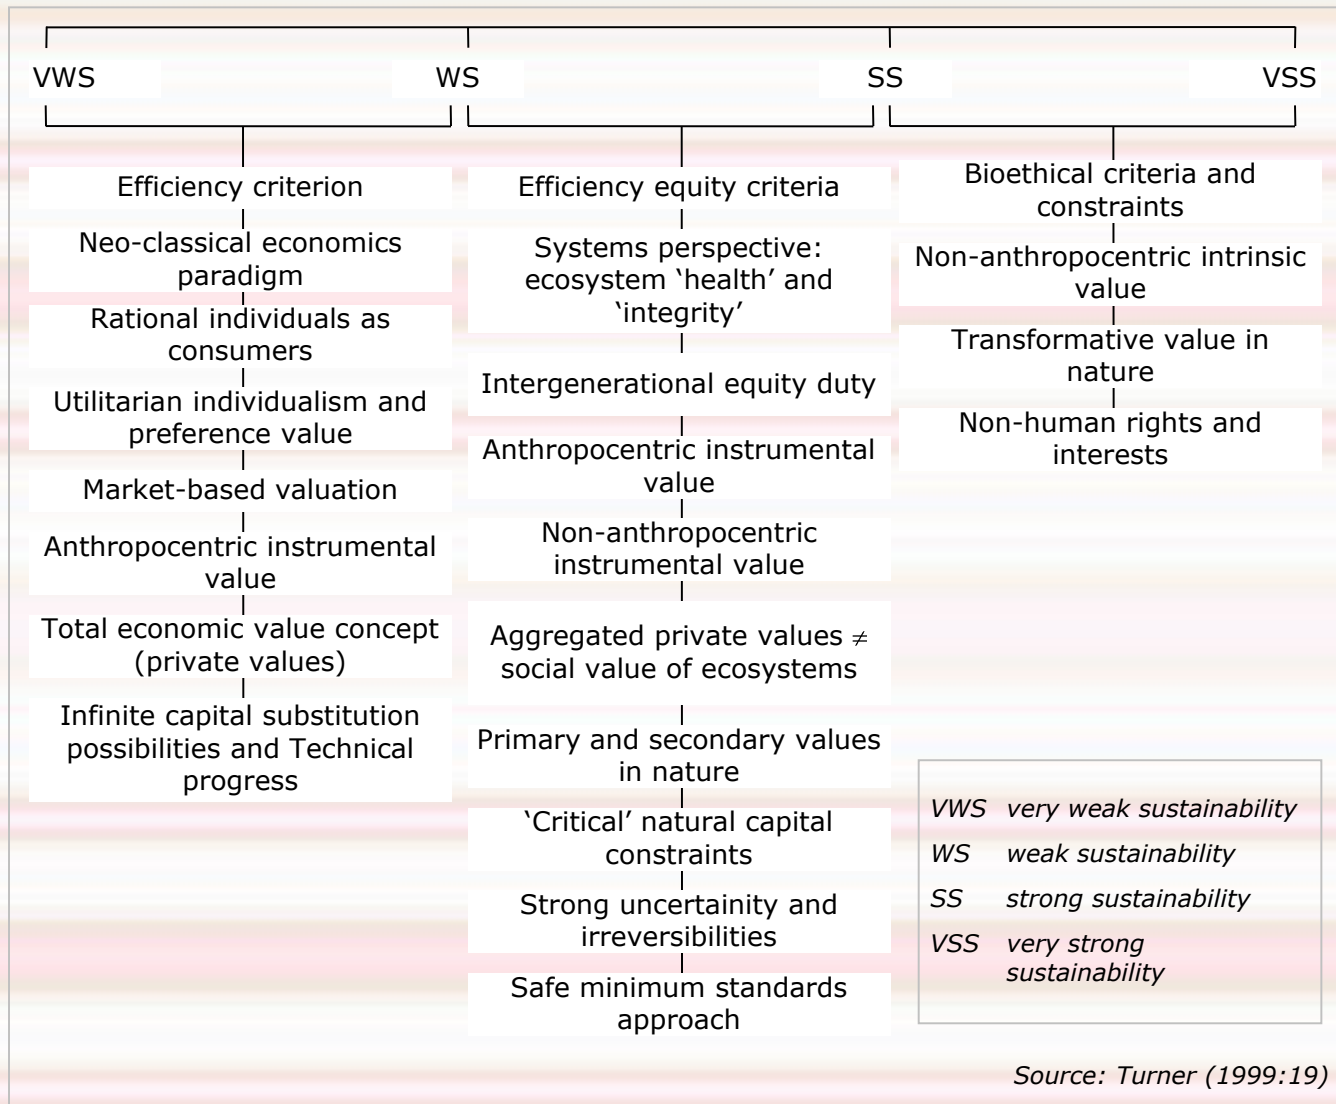 VWS WS SS VSS
Efficiency criterion
Neo-classical economics
paradigm
Rational individuals as
consumers
Utilitarian individualism and
preference value
Market-based valuation
Anthropocentric instrumental
value
Total economic value concept
(private values)
Infinite capital substitution
possibilities and Technical
progress
Efficiency equity criteria
Systems perspective:
ecosystem ‘health’ and
‘integrity’
Intergenerational equity duty
Anthropocentric instrumental
value
Non-anthropocentric
instrumental value
Aggregated private values ≠
social value of ecosystems
Primary and secondary values
in nature
‘Critical’ natural capital
constraints
Strong uncertainity and
irreversibilities
Safe minimum standards
approach
Bioethical criteria and
constraints
Non-anthropocentric intrinsic
value
Transformative value in
nature
Non-human rights and
interests
VWS very weak sustainability
WS weak sustainability
SS strong sustainability
VSS very strong
sustainability
Source: Turner (1999:19)